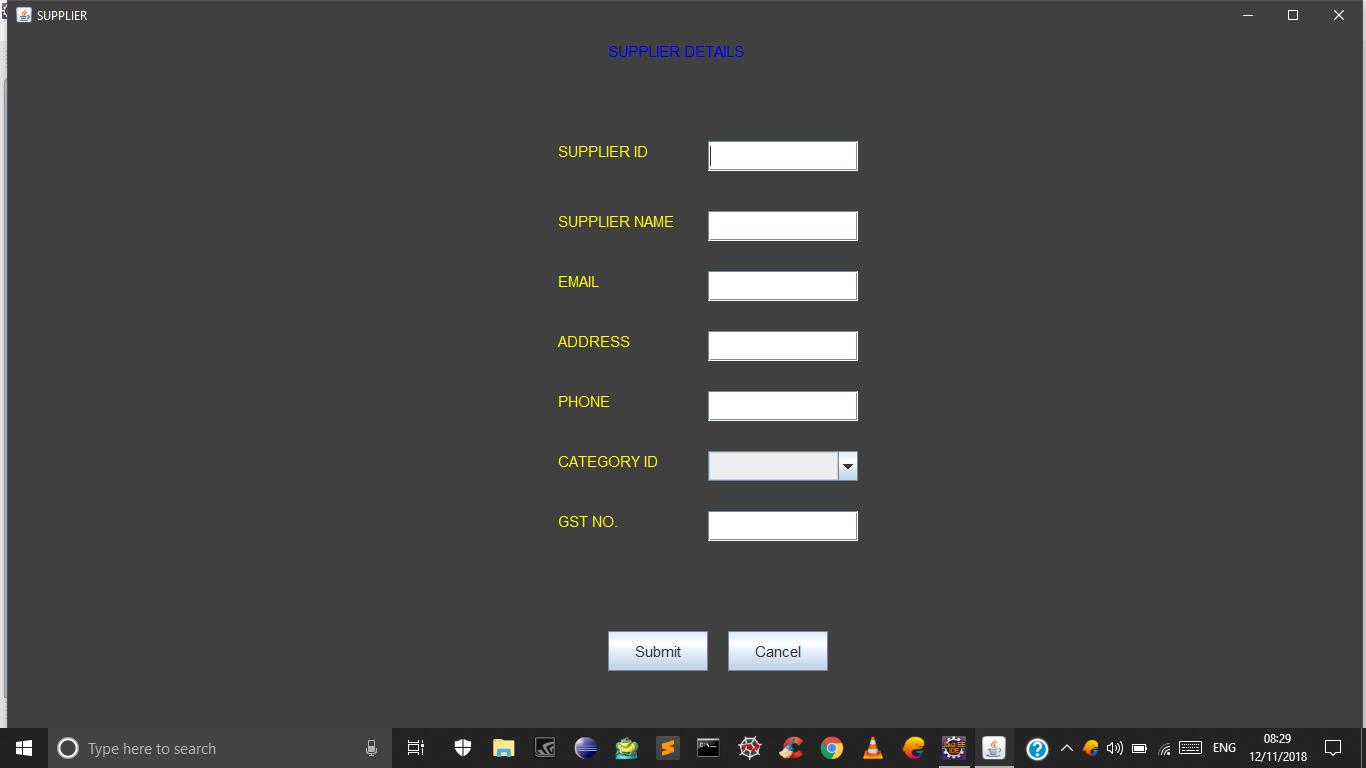 SUPPLIER
SUPPLIER DETAILS
SUPPLIER ID
SUPPLIER NAME
EMAIL
ADDRESS
PHONE
CATEGORY ID
GST NO.
Submit Cancel
Type here to search
ENG
08:29
12/11/2018